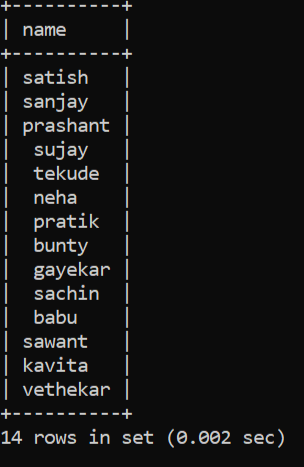 +----------+
| name     |
+----------+
| satish   |
| sanjay   |
| prashant |
|  sujay   |
|  tekude  |
|  neha    |
|  pratik  |
|  bunty   |
|  gayekar |
|  sachin  |
|  babu    |
| sawant   |
| kavita   |
| vethekar |
+----------+
14 rows in set (0.002 sec)